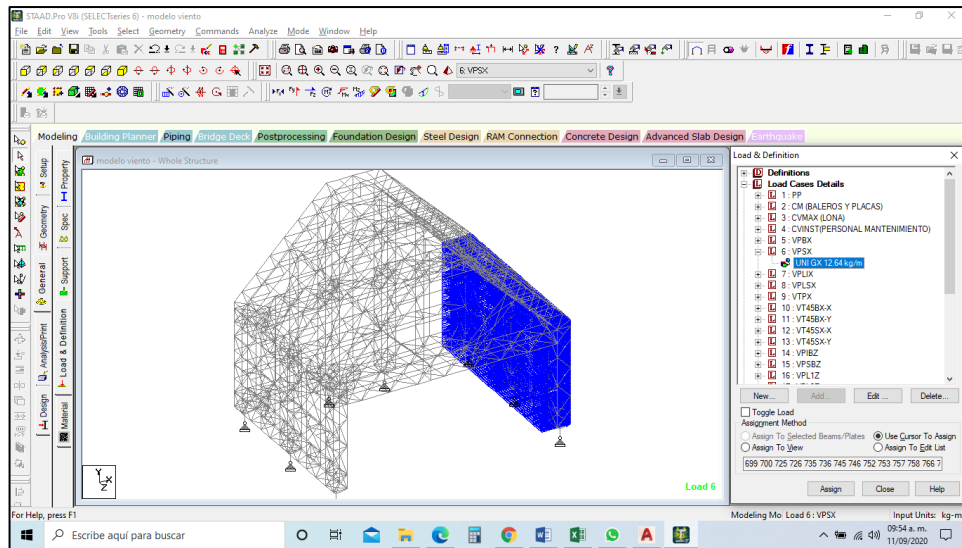 STAAD.Pro V8i (SELECTseries 6) - modelo viento
File Edit View Tools Select Geometry Commands Analyze Mode Window Help
6: VPSX
Modeling Building Planner Piping Bridge Deck Postprocessing Foundation Design Steel Design RAM Connection Concrete Design Advanced Slab Design Earthquake
Setup
Geometry
General
Analysis/Print
Design
Property
Spec
Support
Load & Definition
Material
modelo viento - Whole Structure
Y
X
Z
Load 6
Load & Definition
Definitions
Load Cases Details
1 : PP
2 : CM (BALEROS Y PLACAS)
3 : CVMAX (LONA)
4 : CVINST(PERSONAL MANTENIMIENTO)
5 : VPBX
6 : VPSX
UNI GX 12.64 kg/m
7 : VPLIX
8 : VPLSX
9 : VTPX
10 : VT45BX-X
11 : VT45BX-Y
12 : VT45SX-X
13 : VT45SX-Y
14 : VPIBZ
15 : VPSBZ
16 : VPL1Z
New... Add... Edit ... Delete...
Toggle Load
Assignment Method
Assign To Selected Beams/Plates Use Cursor To Assign
Assign To View Assign To Edit List
699 700 725 726 735 736 745 746 752 753 757 758 766 7
Assign Close Help
For Help, press F1
Modeling Mo Load 6 : VPSX Input Units: kg-m
Escribe aquí para buscar
09:54 a. m.
11/09/2020